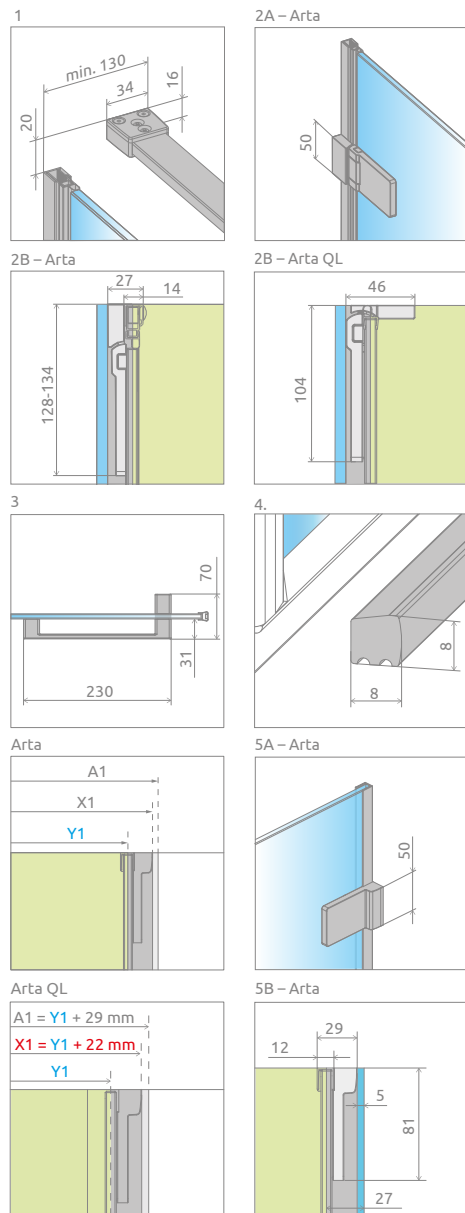 1
min. 130
34
16
20
2A – Arta
50
2B – Arta
27
14
128-134
2B – Arta QL
46
104
3
70
31
230
4.
8
8
Arta
A1
X1
Y1
5A – Arta
50
Arta QL
A1 = Y1 + 29 mm
X1 = Y1 + 22 mm
Y1
5B – Arta
29
12
5
81
27